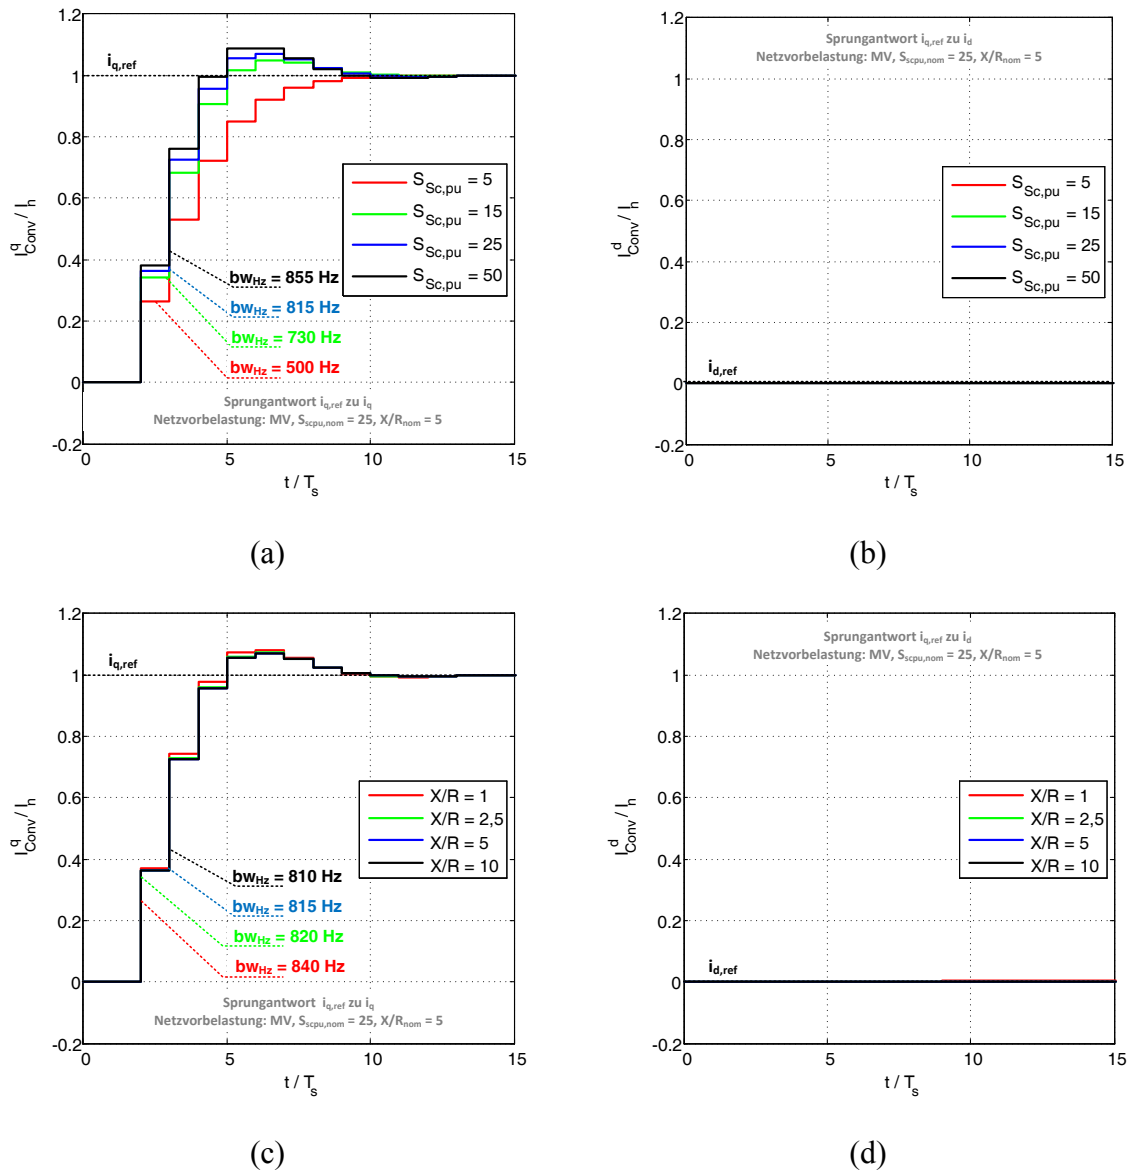 1.2
i_q,ref
1
0.8
0.6
0.4
0.2
0
-0.2
I^q_Conv / I_n
S_Sc,pu = 5
S_Sc,pu = 15
S_Sc,pu = 25
S_Sc,pu = 50
bw_Hz = 855 Hz
bw_Hz = 815 Hz
bw_Hz = 730 Hz
bw_Hz = 500 Hz
Sprungantwort i_q,ref zu i_q
Netzvorbelastung: MV, S_scpu,nom = 25, X/R_nom = 5
0 5 10 15
t / T_s
(a)
1.2
Sprungantwort i_q,ref zu i_d
Netzvorbelastung: MV, S_scpu,nom = 25, X/R_nom = 5
1
0.8
0.6
0.4
0.2
0
-0.2
I^d_Conv / I_n
S_Sc,pu = 5
S_Sc,pu = 15
S_Sc,pu = 25
S_Sc,pu = 50
i_d,ref
0 5 10 15
t / T_s
(b)
1.2
i_q,ref
1
0.8
0.6
0.4
0.2
0
-0.2
I^q_Conv / I_n
X/R = 1
X/R = 2,5
X/R = 5
X/R = 10
bw_Hz = 810 Hz
bw_Hz = 815 Hz
bw_Hz = 820 Hz
bw_Hz = 840 Hz
Sprungantwort i_q,ref zu i_q
Netzvorbelastung: MV, S_scpu,nom = 25, X/R_nom = 5
0 5 10 15
t / T_s
(c)
1.2
Sprungantwort i_q,ref zu i_d
Netzvorbelastung: MV, S_scpu,nom = 25, X/R_nom = 5
1
0.8
0.6
0.4
0.2
0
-0.2
I^d_Conv / I_n
X/R = 1
X/R = 2,5
X/R = 5
X/R = 10
i_d,ref
0 5 10 15
t / T_s
(d)